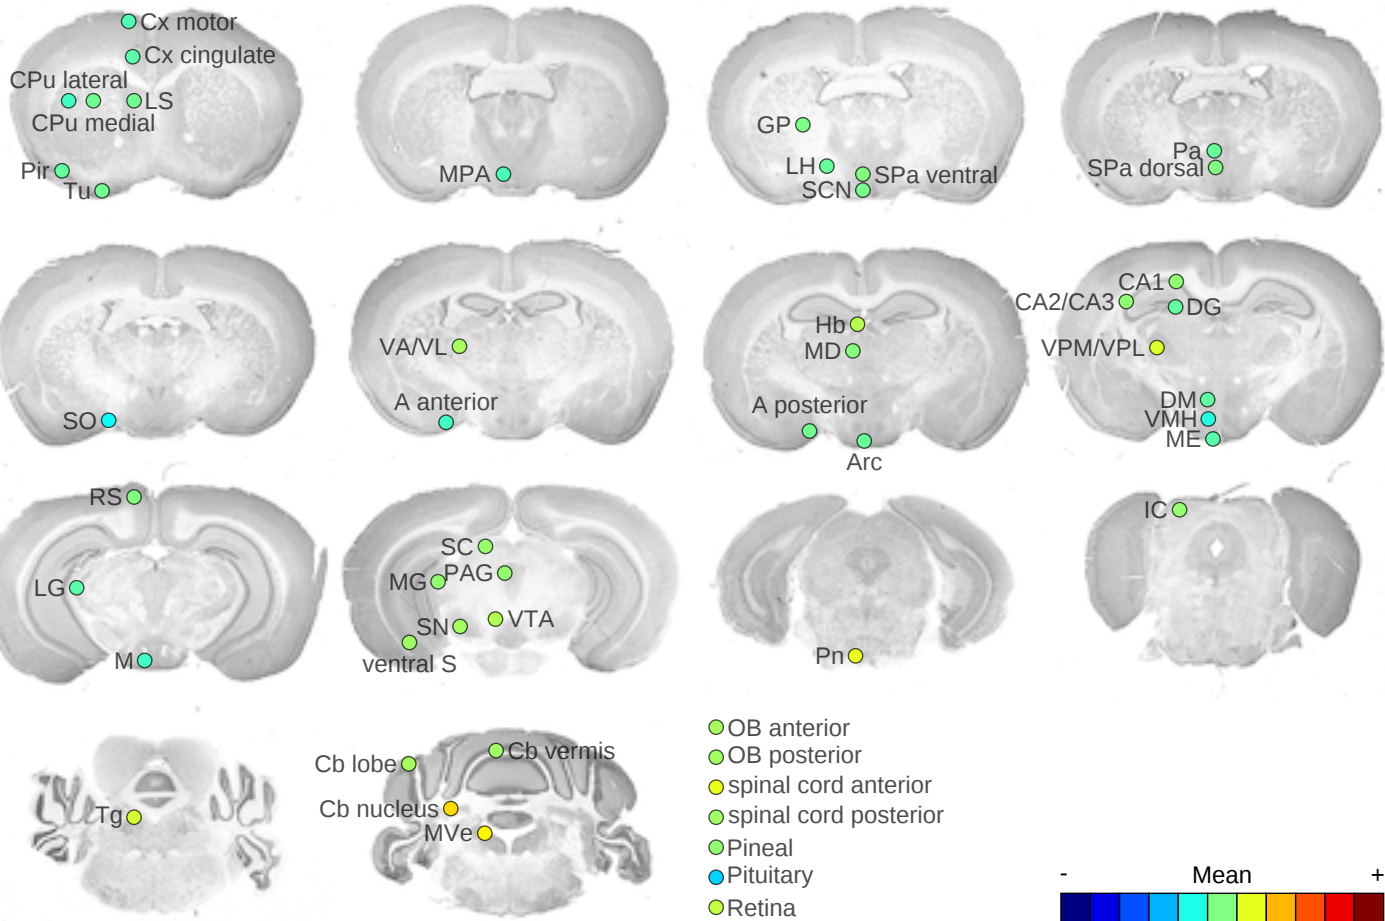 Cx motor
Cx cingulate
CPu lateral
LS
CPu medial
Pir
Tu
MPA
GP
LH
SPa ventral
SCN
Pa
SPa dorsal
SO
VA/VL
A anterior
Hb
MD
A posterior
Arc
CA1
CA2/CA3
DG
VPM/VPL
DM
VMH
ME
RS
LG
M
SC
PAG
MG
VTA
SN
ventral S
Pn
IC
Tg
Cb vermis
Cb lobe
Cb nucleus
MVe
OB anterior
OB posterior
spinal cord anterior
spinal cord posterior
Pineal
Pituitary
Retina
- Mean +